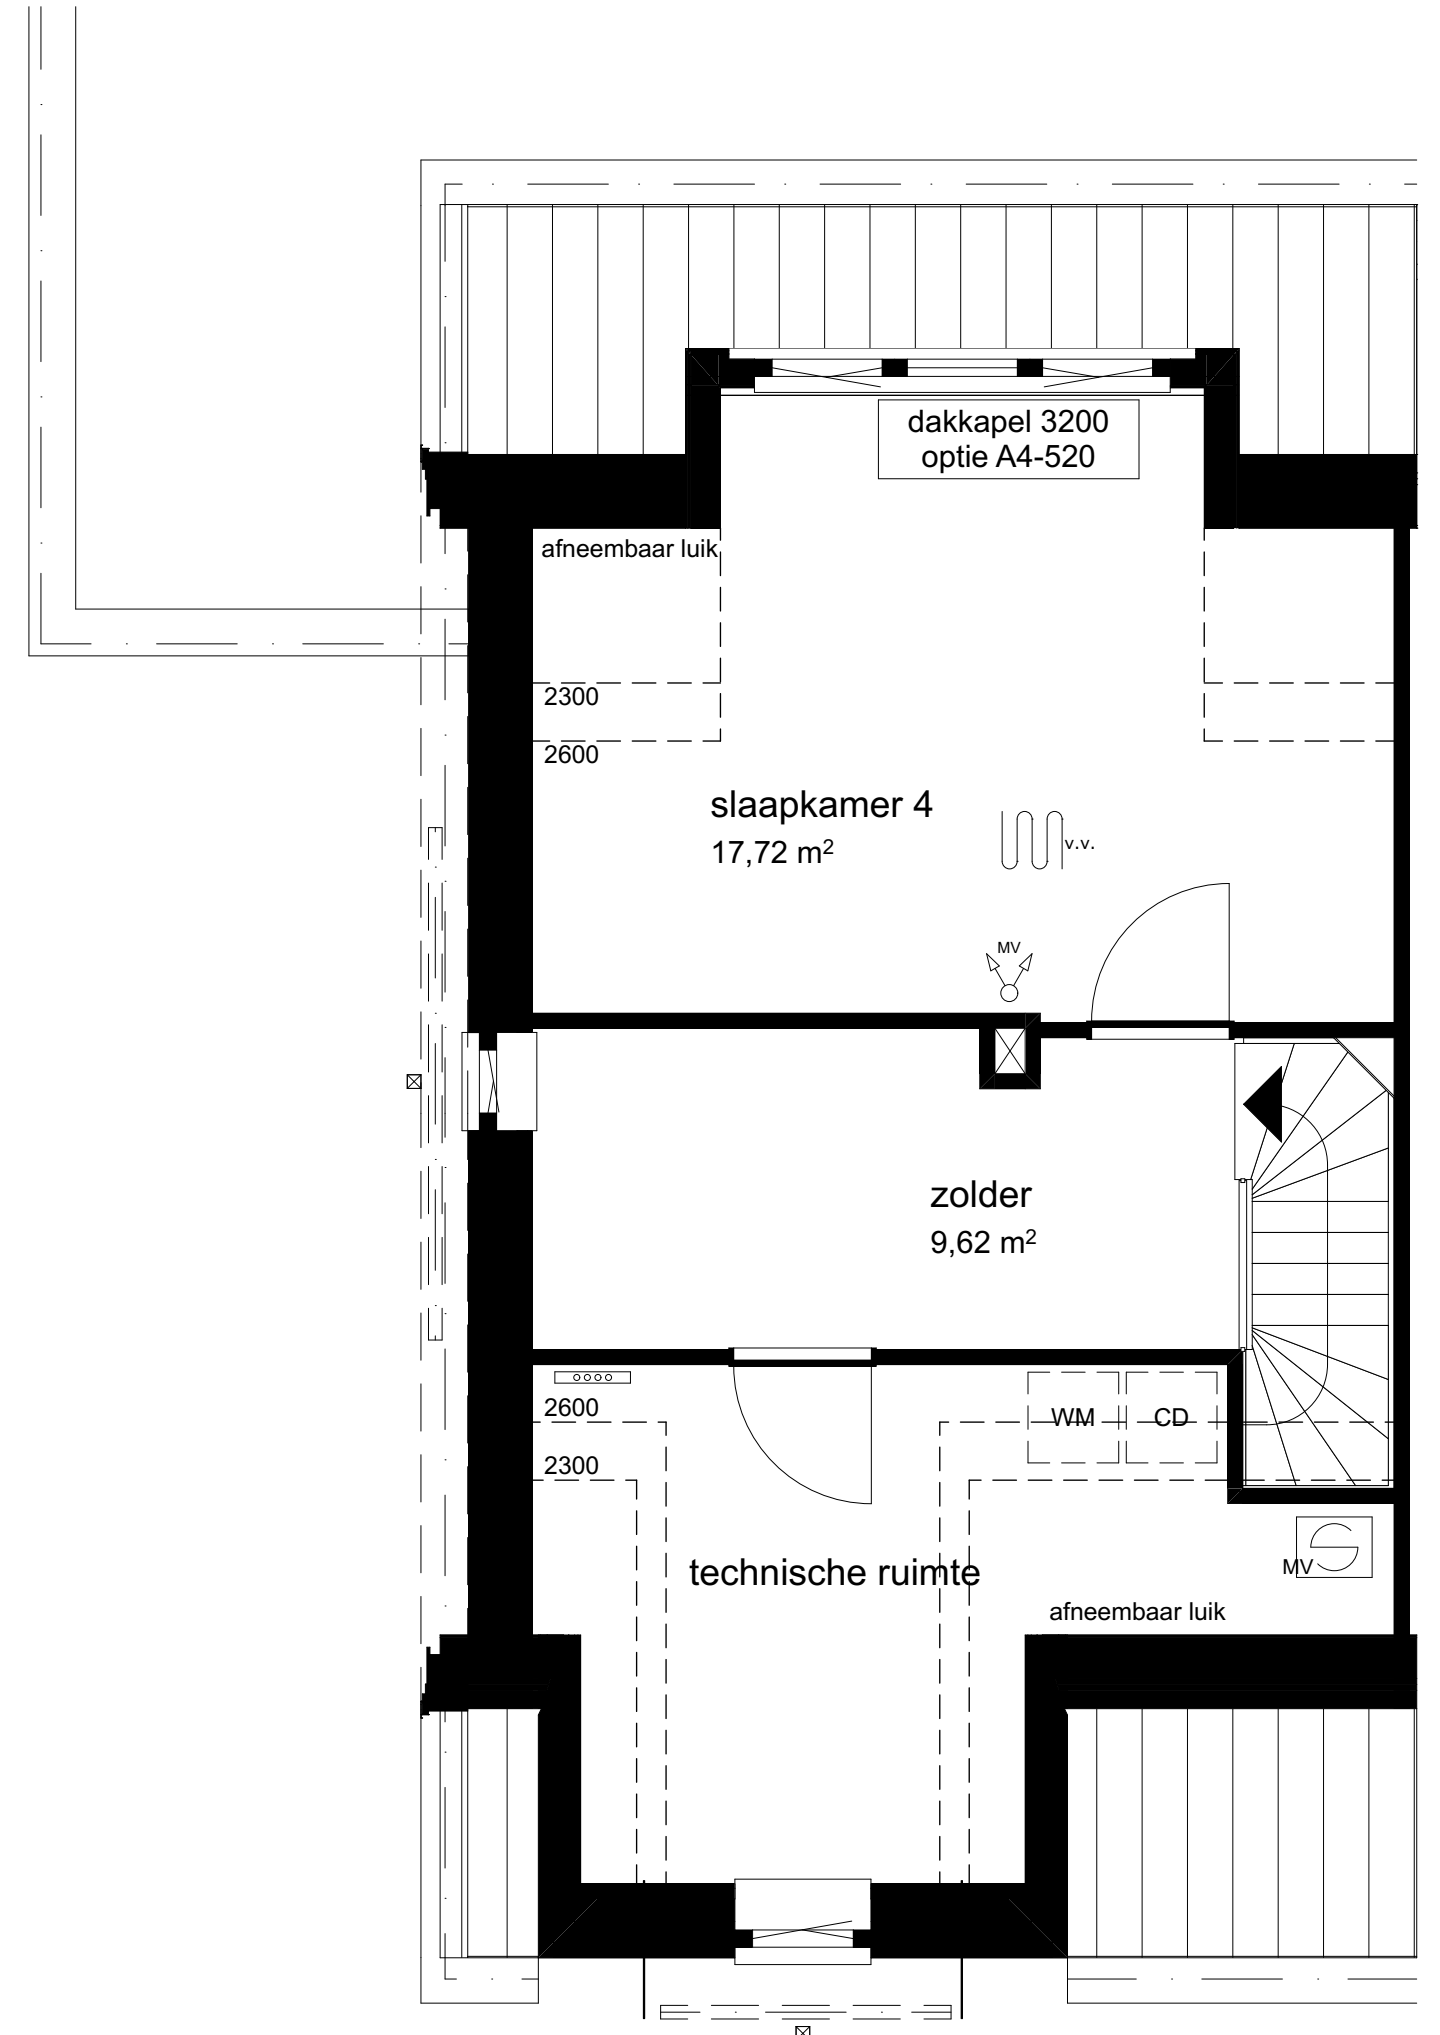 dakkapel 3200
optie A4-520
afneembaar luik
2300
2600
slaapkamer 4
17,72 m²
v.v.
MV
zolder
9,62 m²
2600
WM
CD
2300
technische ruimte
MV
afneembaar luik